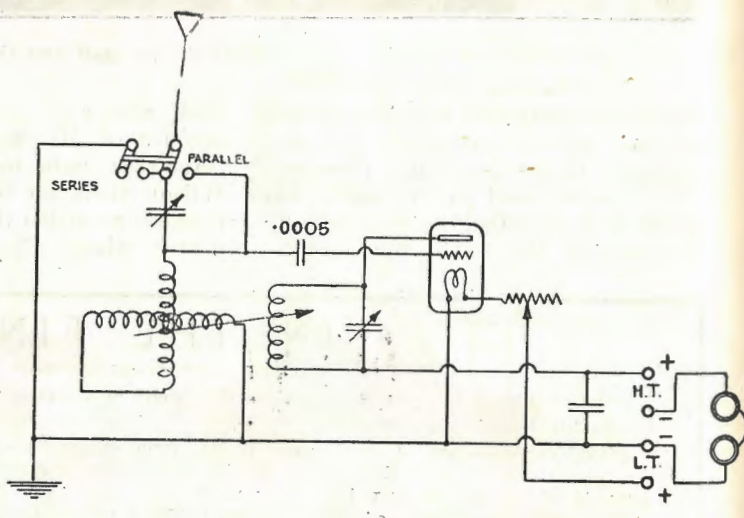 PARALLEL
SERIES
.0005
+
H.T.
−
−
L.T.
+